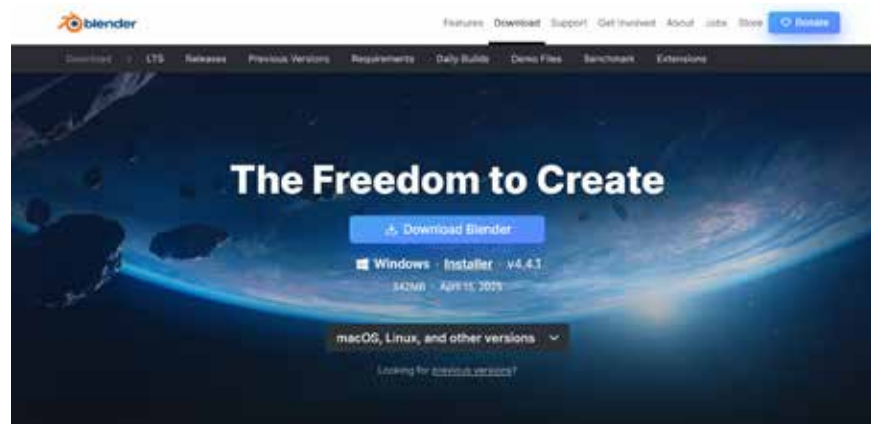 blender
Features Download Support Get Involved About Jobs Store Donate
Download LTS Releases Previous Versions Requirements Daily Builds Demo Files Benchmark Extensions
The Freedom to Create
Download Blender
Windows · Installer · v4.4.1
342MB · April 15, 2025
macOS, Linux, and other versions
Looking for previous versions?